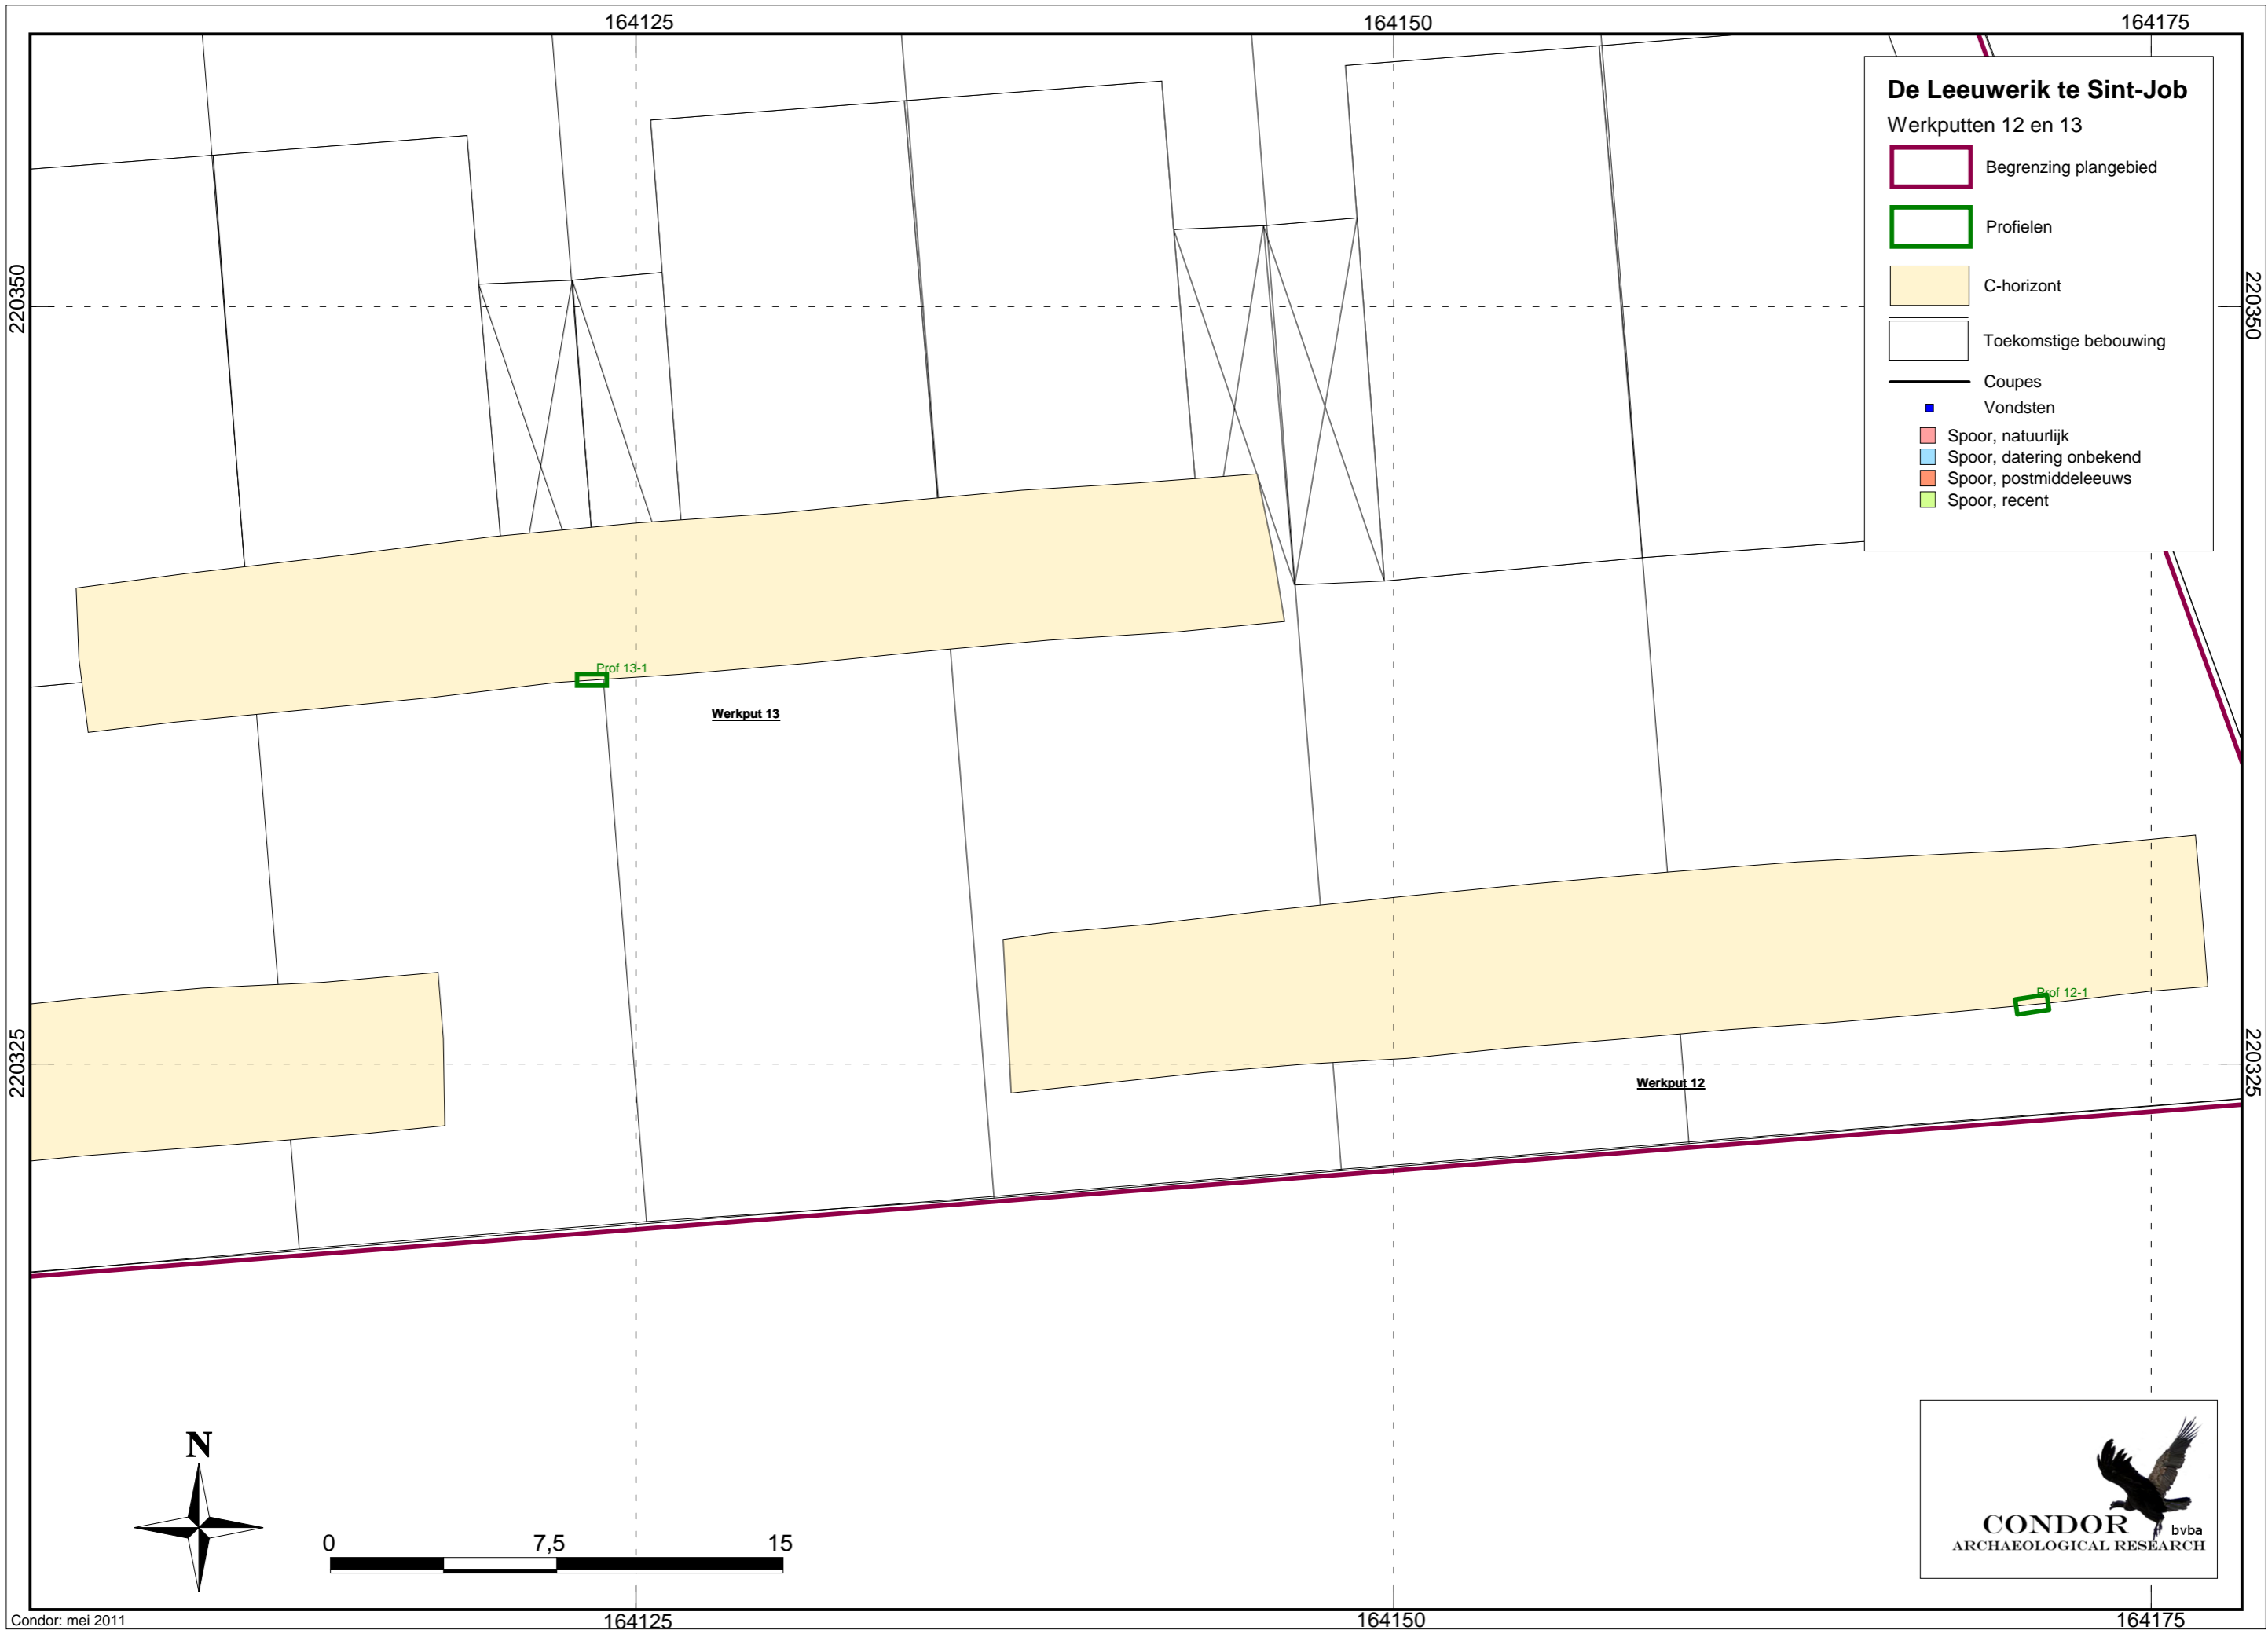 164125
164150
164175
De Leeuwerik te Sint-Job
Werkputten 12 en 13
Begrenzing plangebied
Profielen
C-horizont
Toekomstige bebouwing
Coupes
Vondsten
Spoor, natuurlijk
Spoor, datering onbekend
Spoor, postmiddeleeuws
Spoor, recent
220350
220350
Prof 13-1
Werkput 13
Prof 12-1
220325
220325
Werkput 12
N
0
7,5
15
CONDOR bvba
ARCHAEOLOGICAL RESEARCH
Condor: mei 2011
164125
164150
164175